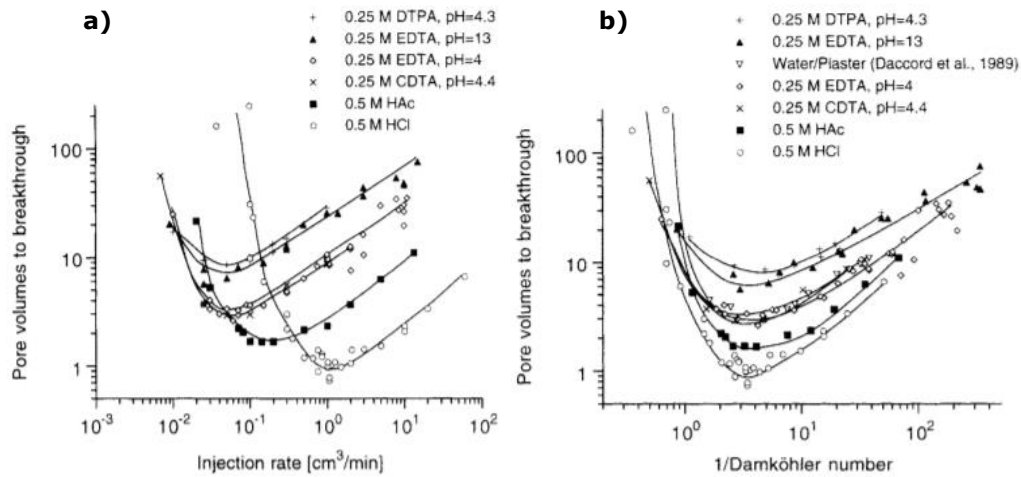 a)
0.25 M DTPA, pH=4.3
0.25 M EDTA, pH=13
0.25 M EDTA, pH=4
0.25 M CDTA, pH=4.4
0.5 M HAc
0.5 M HCl
Pore volumes to breakthrough
100
10
1
10-3
10-2
10-1
100
101
102
Injection rate [cm3/min]
b)
0.25 M DTPA, pH=4.3
0.25 M EDTA, pH=13
Water/Plaster (Daccord et al., 1989)
0.25 M EDTA, pH=4
0.25 M CDTA, pH=4.4
0.5 M HAc
0.5 M HCl
Pore volumes to breakthrough
100
10
1
100
101
102
1/Damköhler number